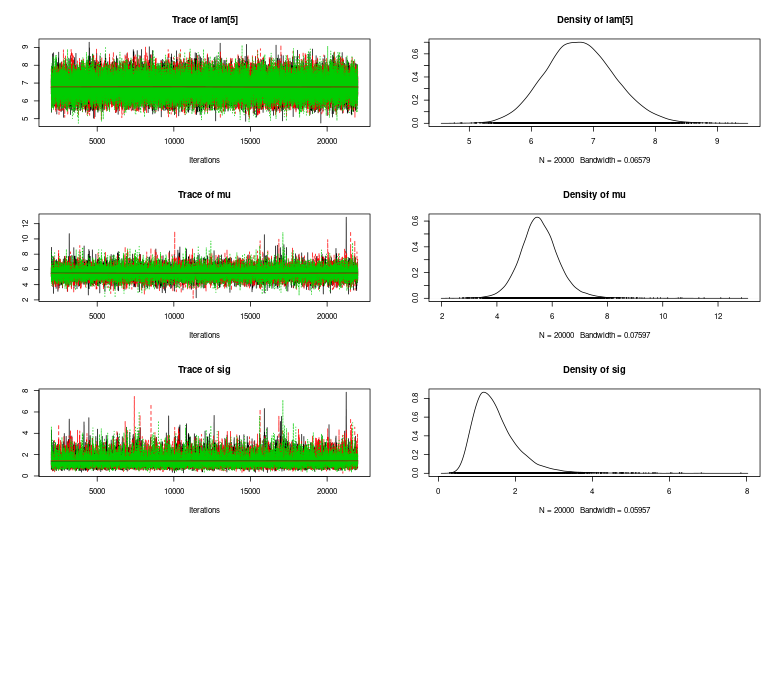 Trace of lam[5]
Density of lam[5]
9
8
7
6
5
5000 10000 15000 20000
Iterations
0.6
0.4
0.2
0.0
5 6 7 8 9
N = 20000 Bandwidth = 0.06579
Trace of mu
Density of mu
12
10
8
6
4
2
5000 10000 15000 20000
Iterations
0.6
0.4
0.2
0.0
2 4 6 8 10 12
N = 20000 Bandwidth = 0.07597
Trace of sig
Density of sig
8
6
4
2
0
5000 10000 15000 20000
Iterations
0.8
0.6
0.4
0.2
0.0
0 2 4 6 8
N = 20000 Bandwidth = 0.05957